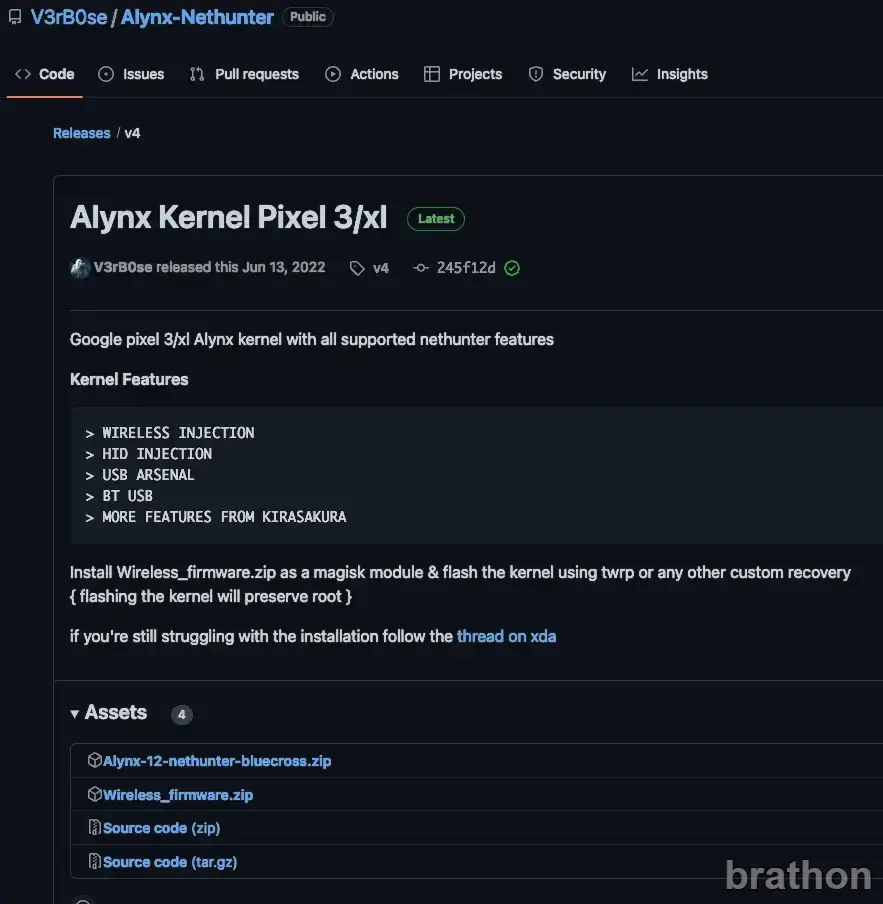 V3rB0se / Alynx-Nethunter Public
Code Issues Pull requests Actions Projects Security Insights
Releases / v4
Alynx Kernel Pixel 3/xl Latest
V3rB0se released this Jun 13, 2022 v4 245f12d
Google pixel 3/xl Alynx kernel with all supported nethunter features
Kernel Features
> WIRELESS INJECTION
> HID INJECTION
> USB ARSENAL
> BT USB
> MORE FEATURES FROM KIRASAKURA
Install Wireless_firmware.zip as a magisk module & flash the kernel using twrp or any other custom recovery
{ flashing the kernel will preserve root }
if you're still struggling with the installation follow the thread on xda
▾ Assets 4
Alynx-12-nethunter-bluecross.zip
Wireless_firmware.zip
Source code (zip)
Source code (tar.gz)
brathon